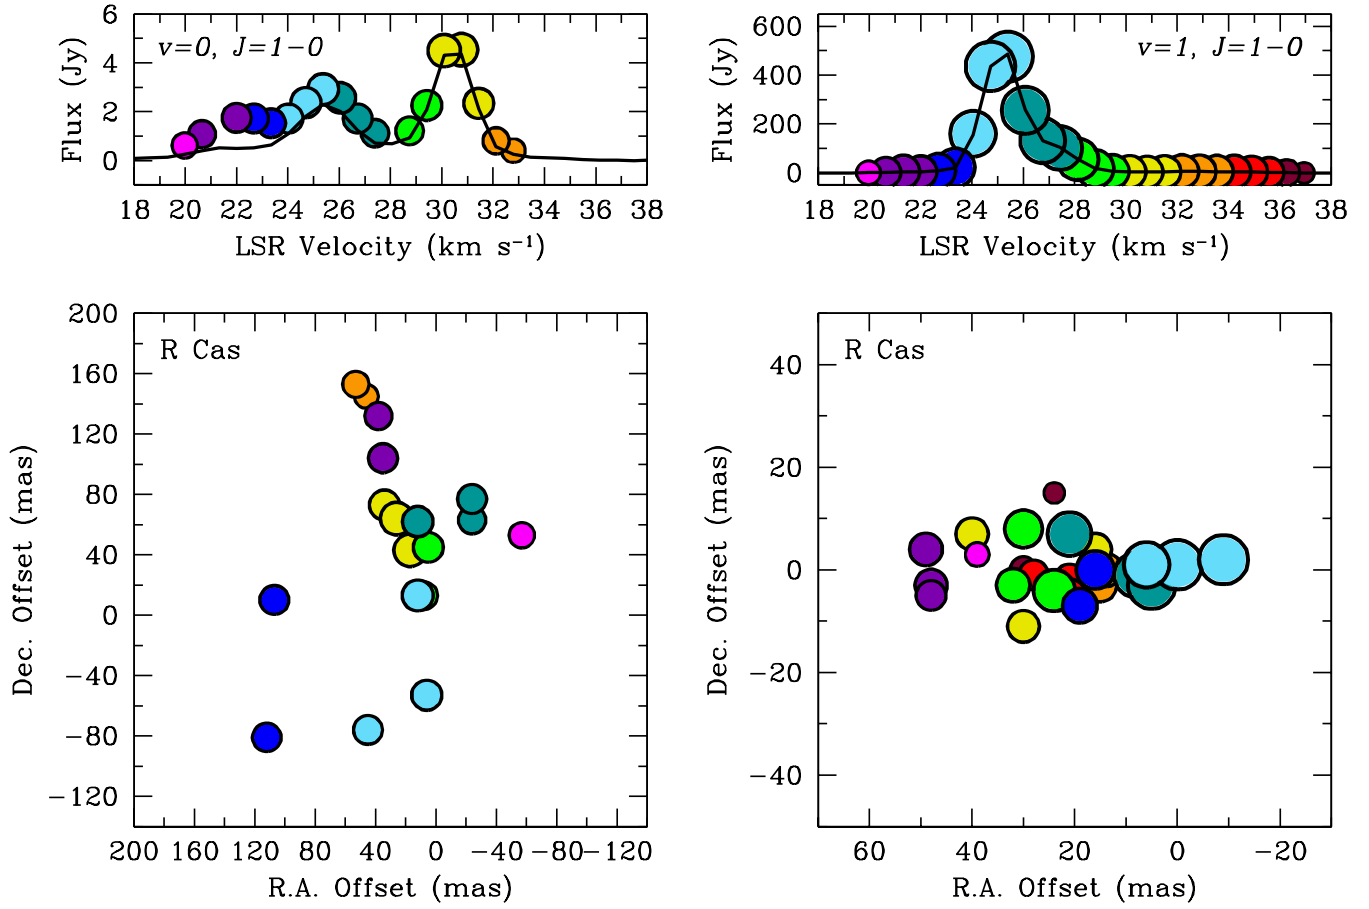 6
4
2
0
Flux (Jy)
v=0, J=1−0
18 20 22 24 26 28 30 32 34 36 38
LSR Velocity (km s⁻¹)
600
400
200
0
Flux (Jy)
v=1, J=1−0
18 20 22 24 26 28 30 32 34 36 38
LSR Velocity (km s⁻¹)
200
160
120
80
40
0
−40
−80
−120
Dec. Offset (mas)
R Cas
200 160 120 80 40 0 −40 −80 −120
R.A. Offset (mas)
40
20
0
−20
−40
Dec. Offset (mas)
R Cas
60 40 20 0 −20
R.A. Offset (mas)